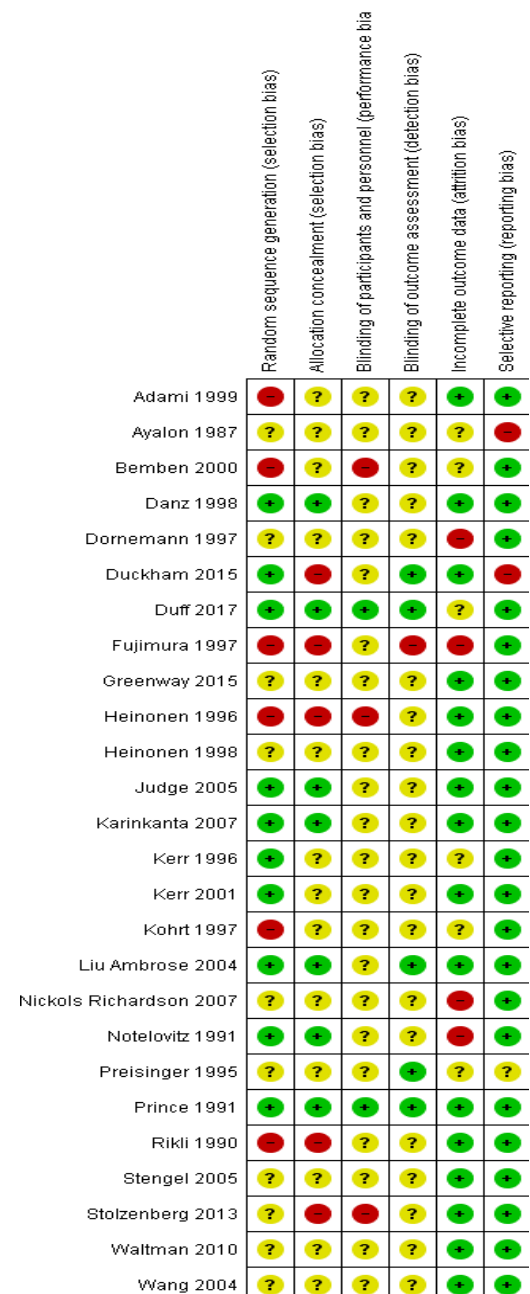 Random sequence generation (selection bias)
Allocation concealment (selection bias)
Blinding of participants and personnel (performance bia
Blinding of outcome assessment (detection bias)
Incomplete outcome data (attrition bias)
Selective reporting (reporting bias)
Adami 1999 - ? ? ? + +
Ayalon 1987 ? ? ? ? ? -
Bemben 2000 - ? - ? ? +
Danz 1998 + + ? ? + +
Dornemann 1997 ? ? ? ? - +
Duckham 2015 + - ? + + -
Duff 2017 + + + + ? +
Fujimura 1997 - - ? - - +
Greenway 2015 ? ? ? ? + +
Heinonen 1996 - - - ? + +
Heinonen 1998 ? ? ? ? + +
Judge 2005 + + ? ? + +
Karinkanta 2007 + + ? ? + +
Kerr 1996 + ? ? ? ? +
Kerr 2001 + ? ? ? + +
Kohrt 1997 - ? ? ? ? +
Liu Ambrose 2004 + + ? + + +
Nickols Richardson 2007 ? ? ? ? - +
Notelovitz 1991 + + ? ? - +
Preisinger 1995 ? ? ? + ? ?
Prince 1991 + + + + + +
Rikli 1990 - - ? ? + +
Stengel 2005 ? ? ? ? + +
Stolzenberg 2013 ? - - ? + +
Waltman 2010 ? ? ? ? + +
Wang 2004 ? ? ? ? + +